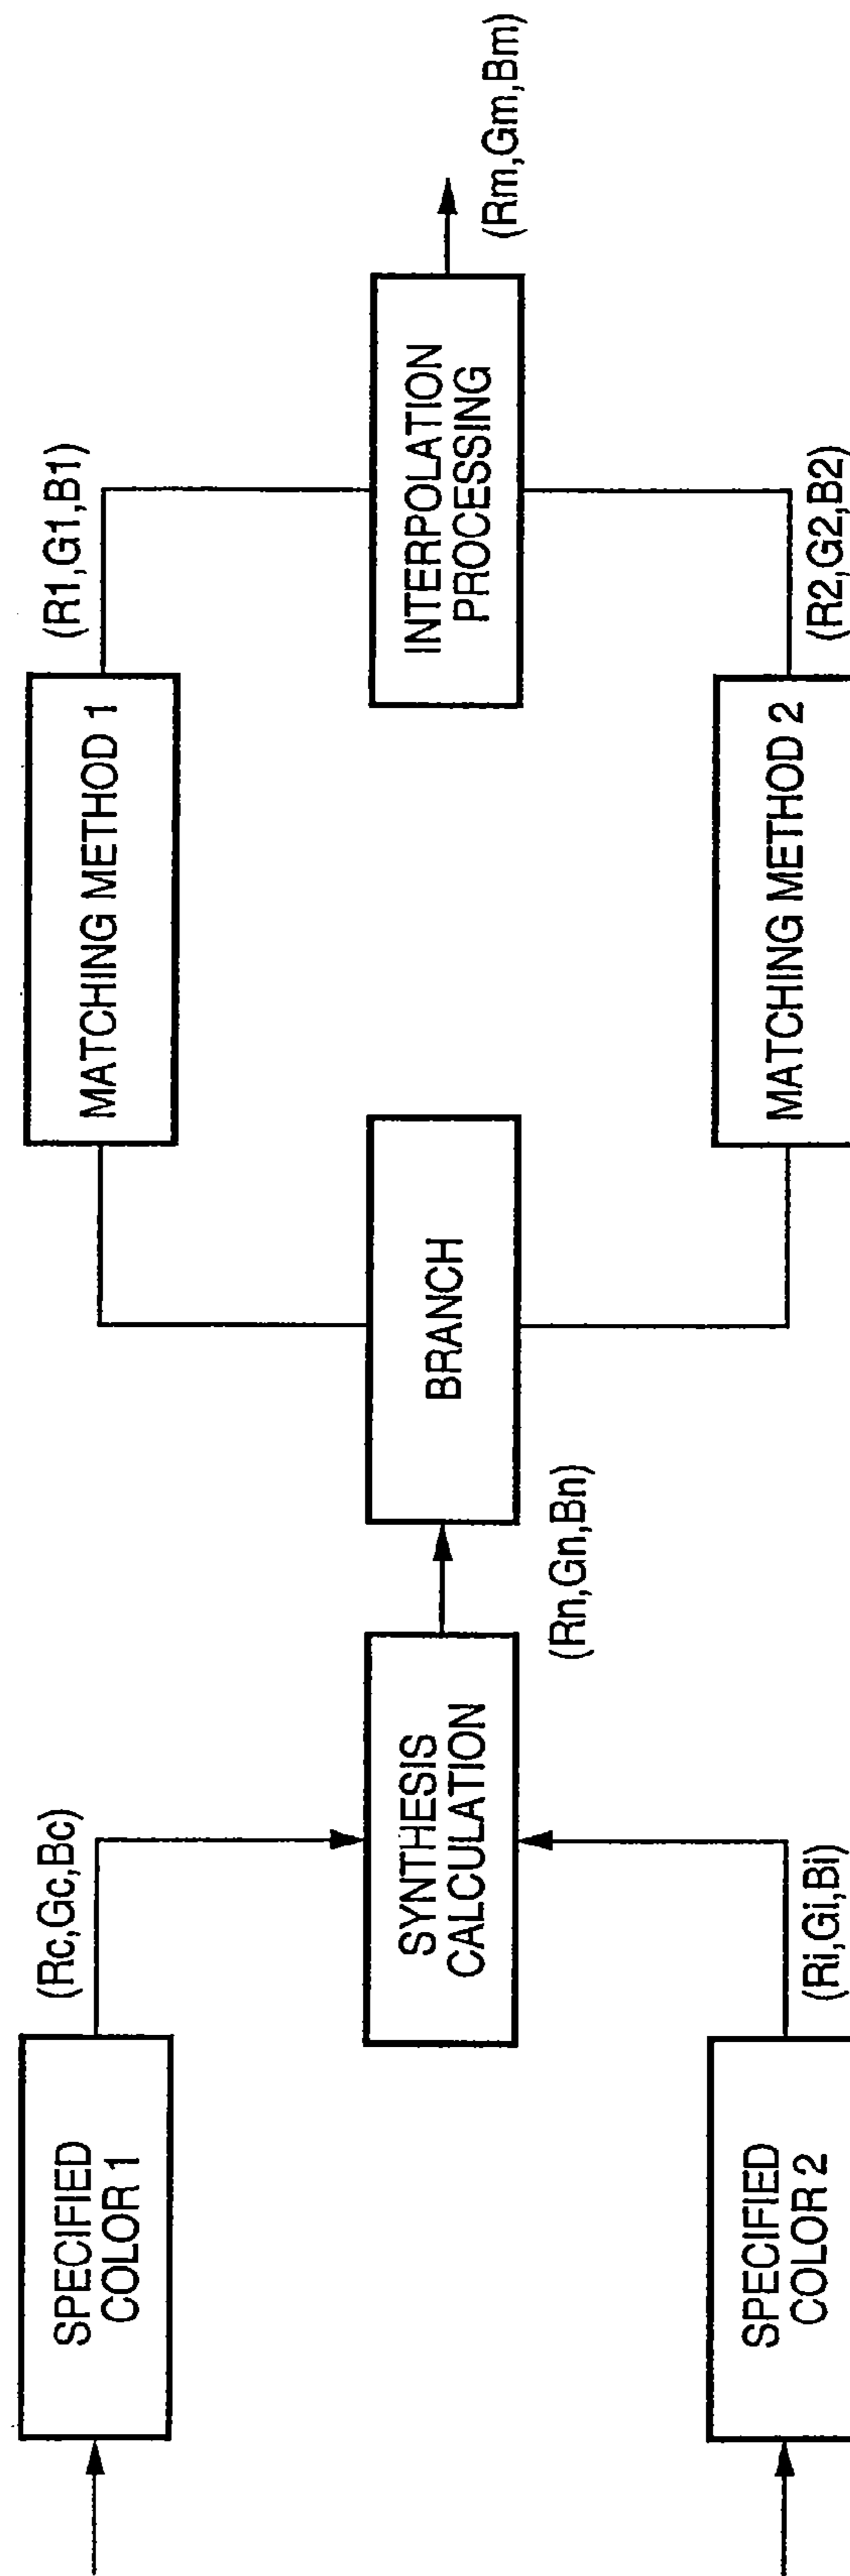 SPECIFIED
COLOR 1
(Rc,Gc,Bc)
SPECIFIED
COLOR 2
(Ri,Gi,Bi)
SYNTHESIS
CALCULATION
(Rn,Gn,Bn)
BRANCH
MATCHING METHOD 1
(R1,G1,B1)
MATCHING METHOD 2
(R2,G2,B2)
INTERPOLATION
PROCESSING
(Rm,Gm,Bm)